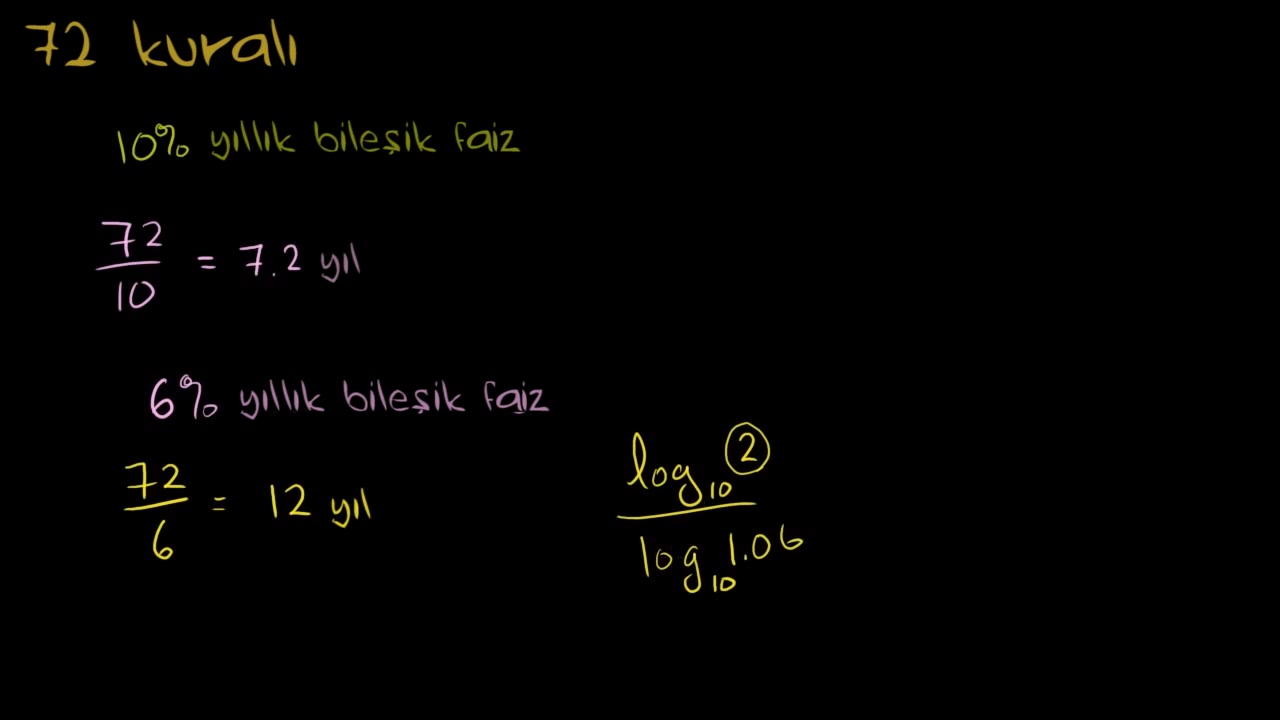 72 kuralı
10% yıllık bileşik faiz
72
10
= 7.2 yıl
6% yıllık bileşik faiz
72
6
= 12 yıl
log₁₀ 2
log₁₀ 1.06